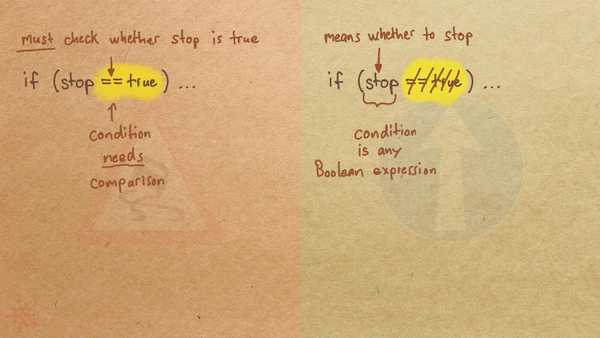 must check whether stop is true
if (stop == true) ...
condition
needs
comparison
means whether to stop
if (stop == true) ...
condition
is any
Boolean expression